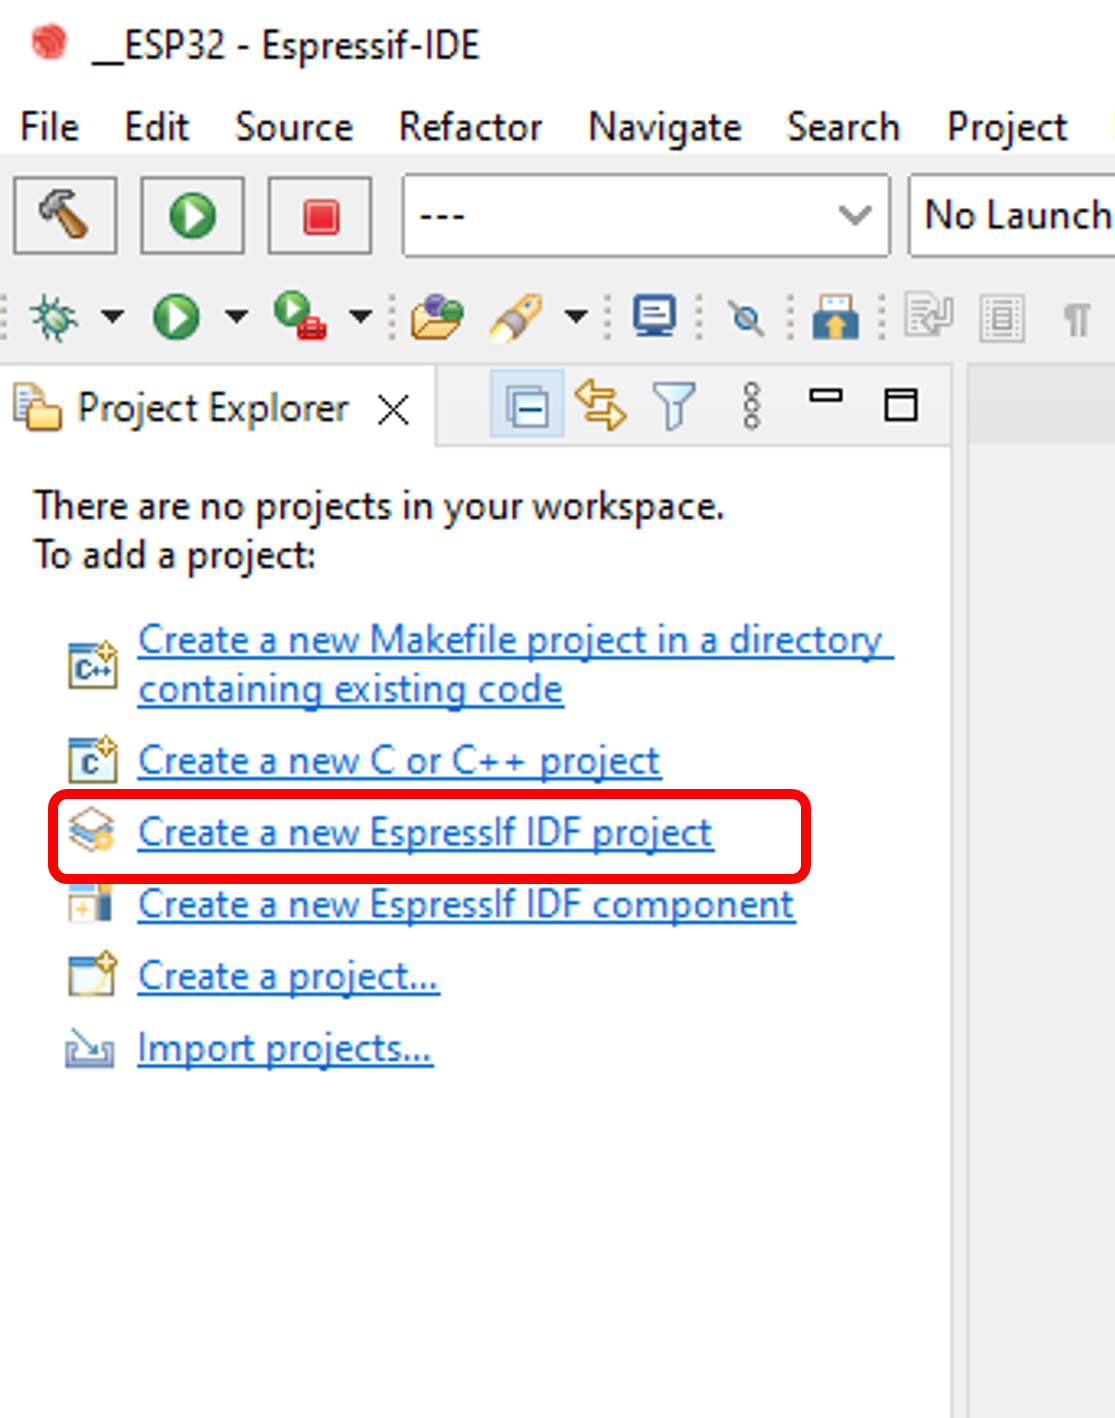 __ESP32 - Espressif-IDE
File Edit Source Refactor Navigate Search Project
--- No Launch
Project Explorer
There are no projects in your workspace.
To add a project:
Create a new Makefile project in a directory
containing existing code
Create a new C or C++ project
Create a new EspressIf IDF project
Create a new EspressIf IDF component
Create a project...
Import projects...